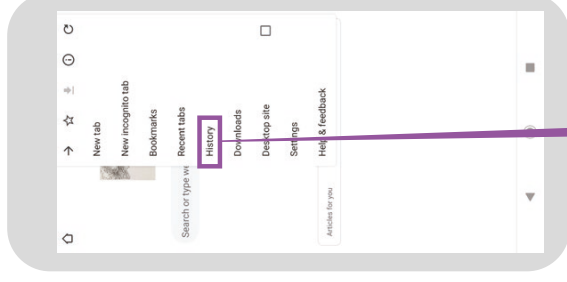 New tab
New incognito tab
Bookmarks
Recent tabs
History
Downloads
Desktop site
Settings
Help & feedback
Search or type we
Articles for you